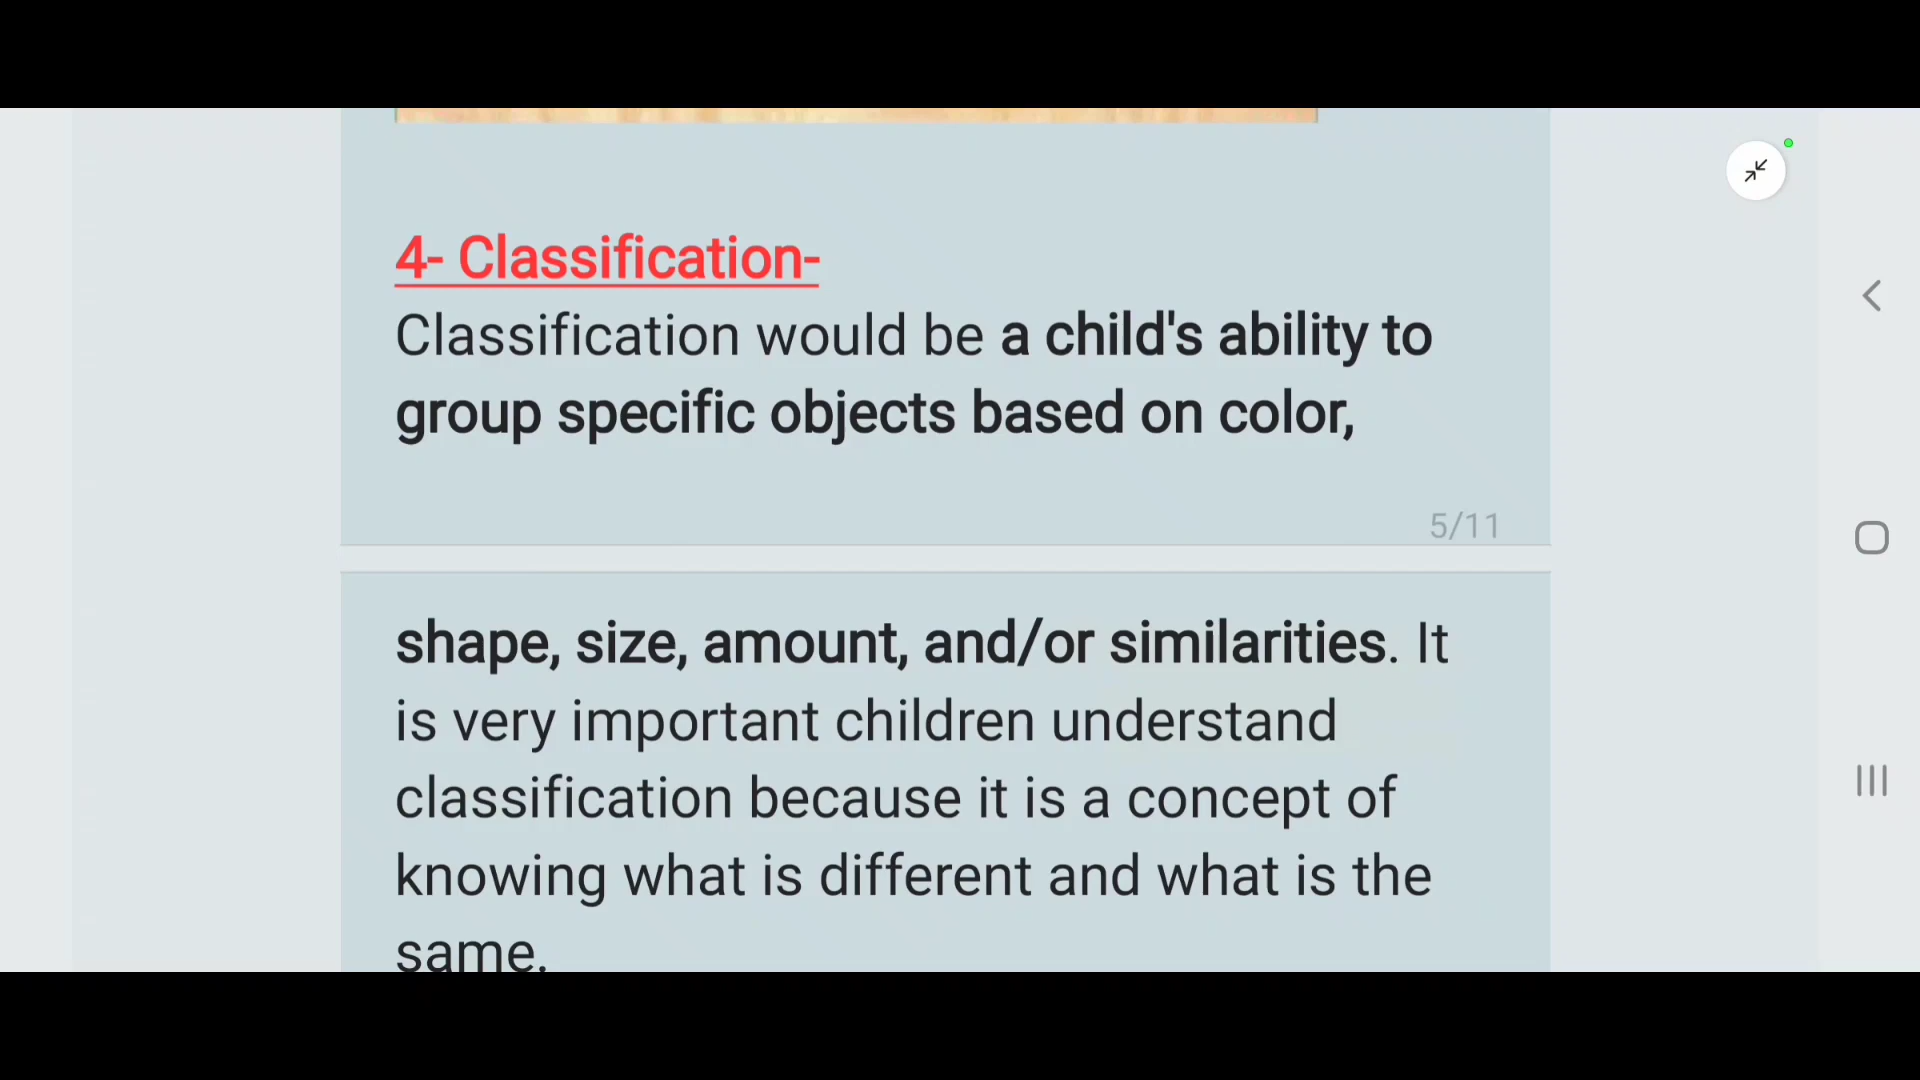 4- Classification-
Classification would be a child's ability to
group specific objects based on color,
5/11
shape, size, amount, and/or similarities. It
is very important children understand
classification because it is a concept of
knowing what is different and what is the
same.